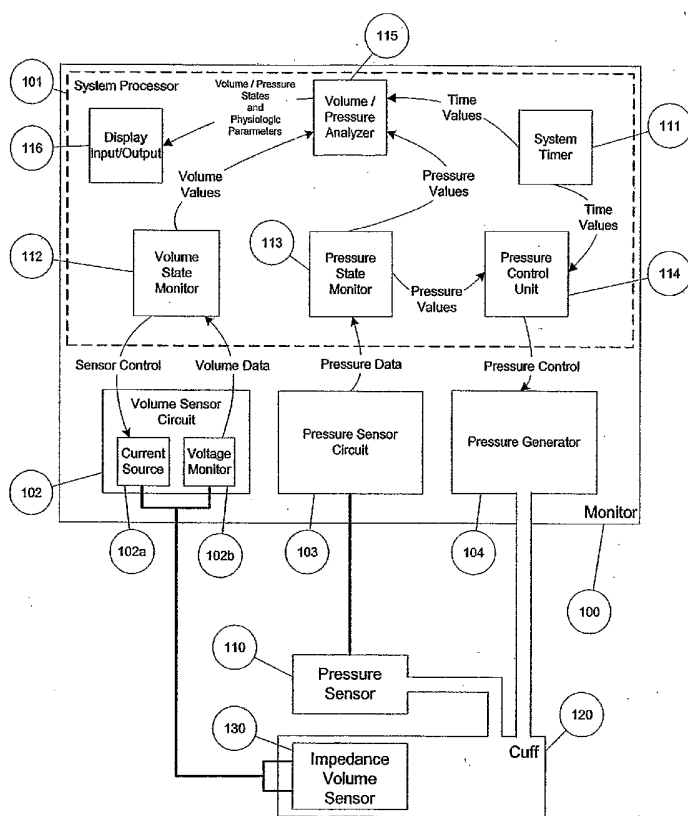 115
101
System Processor
Volume / Pressure
States
and
Physiologic
Parameters
Volume /
Pressure
Analyzer
Time
Values
116
Display
Input/Output
System
Timer
111
Volume
Values
Pressure
Values
Time
Values
112
Volume
State
Monitor
113
Pressure
State
Monitor
Pressure
Values
Pressure
Control
Unit
114
Sensor Control
Volume Data
Pressure Data
Pressure Control
Volume Sensor
Circuit
Current
Source
Voltage
Monitor
Pressure Sensor
Circuit
Pressure Generator
102
102a
102b
103
104
Monitor
100
110
Pressure
Sensor
130
Impedance
Volume
Sensor
Cuff
120